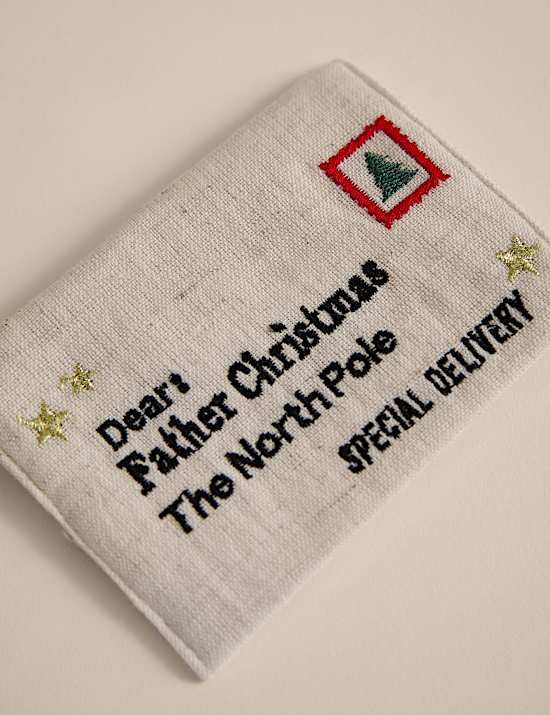 Dear:
Father Christmas
The North Pole
SPECIAL DELIVERY